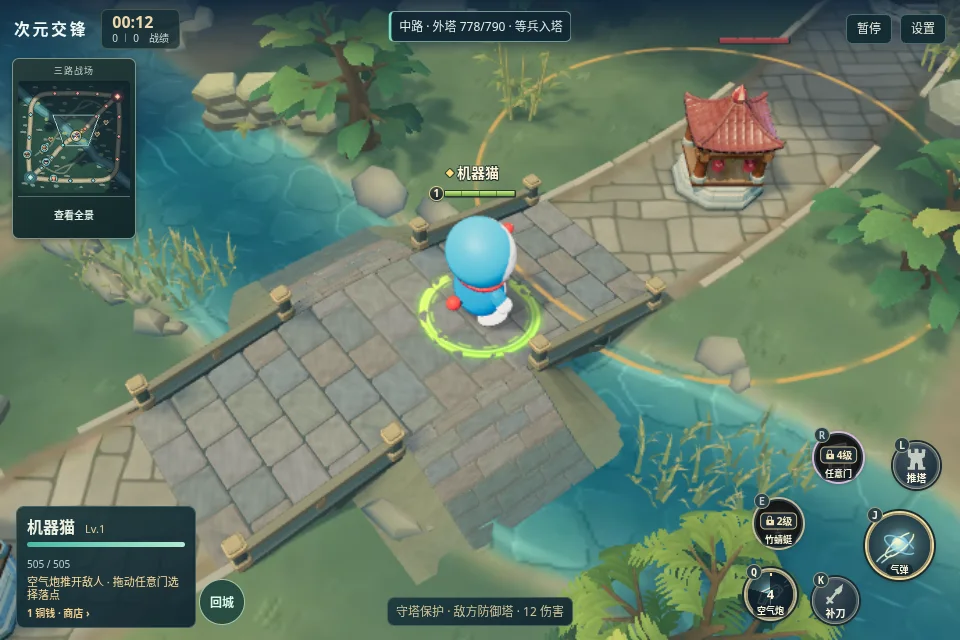 次元交锋
00:12
0 | 0 战绩
中路 · 外塔 778/790 · 等兵入塔
暂停
设置
三路战场
查看全景
机器猫
1
R
4级
任意门
L
推塔
E
2级
竹蜻蜓
J
气弹
Q
4
空气炮
K
补刀
机器猫 Lv.1
505 / 505
空气炮推开敌人 · 拖动任意门选
择落点
1 铜钱 · 商店 ›
回城
守塔保护 · 敌方防御塔 · 12 伤害